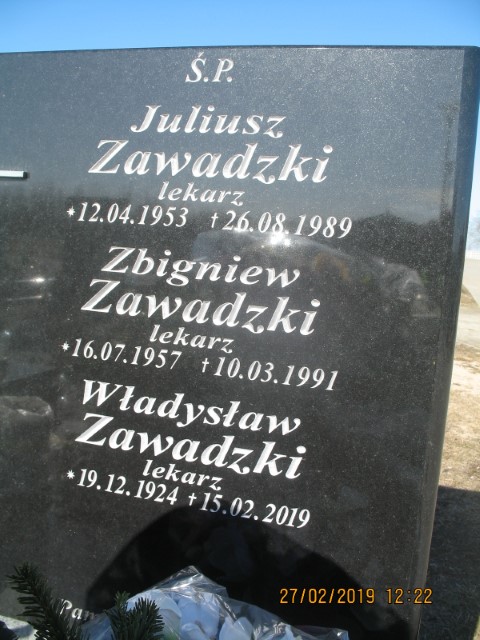 Ś.P.
Juliusz
Zawadzki
lekarz
*12.04.1953 †26.08.1989
Zbigniew
Zawadzki
lekarz
*16.07.1957 †10.03.1991
Władysław
Zawadzki
lekarz
*19.12.1924 †15.02.2019
27/02/2019 12:22